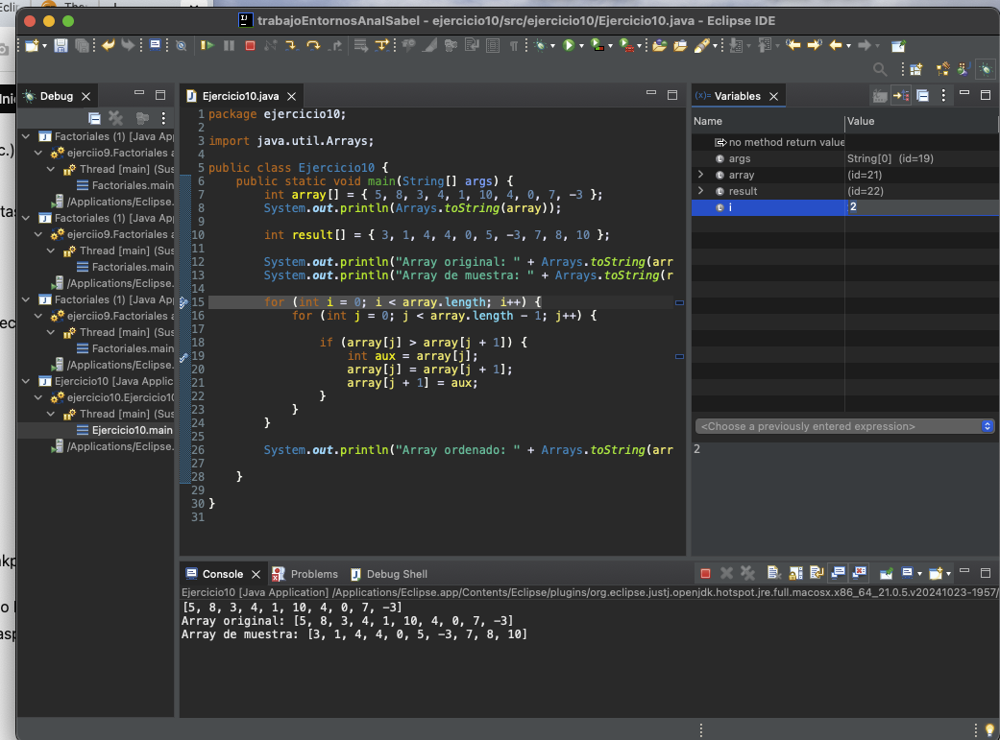 trabajoEntornosAnaISabel - ejercicio10/src/ejercicio10/Ejercicio10.java - Eclipse IDE
Debug
Factoriales (1) [Java Ap
ejerciio9.Factoriales a
Thread [main] (Sus
Factoriales.main
/Applications/Eclipse.
Factoriales (1) [Java Ap
ejerciio9.Factoriales a
Thread [main] (Sus
Factoriales.main
/Applications/Eclipse.
Factoriales (1) [Java Ap
ejerciio9.Factoriales a
Thread [main] (Sus
Factoriales.main
/Applications/Eclipse.
Ejercicio10 [Java Applic
ejercicio10.Ejercicio10
Thread [main] (Sus
Ejercicio10.main
/Applications/Eclipse.
Ejercicio10.java
1 package ejercicio10;
2
3 import java.util.Arrays;
4
5 public class Ejercicio10 {
6 public static void main(String[] args) {
7 int array[] = { 5, 8, 3, 4, 1, 10, 4, 0, 7, -3 };
8 System.out.println(Arrays.toString(array));
9
10 int result[] = { 3, 1, 4, 4, 0, 5, -3, 7, 8, 10 };
11
12 System.out.println("Array original: " + Arrays.toString(arr
13 System.out.println("Array de muestra: " + Arrays.toString(r
14
15 for (int i = 0; i < array.length; i++) {
16 for (int j = 0; j < array.length - 1; j++) {
17
18 if (array[j] > array[j + 1]) {
19 int aux = array[j];
20 array[j] = array[j + 1];
21 array[j + 1] = aux;
22 }
23 }
24 }
25
26 System.out.println("Array ordenado: " + Arrays.toString(arr
27
28 }
29
30 }
31
(x)= Variables
Name Value
no method return value
args String[0] (id=19)
array (id=21)
result (id=22)
i 2
<Choose a previously entered expression>
2
Console Problems Debug Shell
Ejercicio10 [Java Application] /Applications/Eclipse.app/Contents/Eclipse/plugins/org.eclipse.justj.openjdk.hotspot.jre.full.macosx.x86_64_21.0.5.v20241023-1957/
[5, 8, 3, 4, 1, 10, 4, 0, 7, -3]
Array original: [5, 8, 3, 4, 1, 10, 4, 0, 7, -3]
Array de muestra: [3, 1, 4, 4, 0, 5, -3, 7, 8, 10]